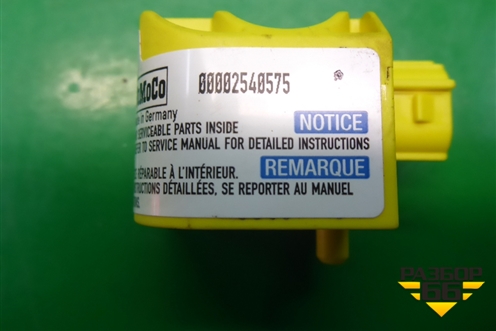 MoCo
00002540575
in Germany
SERVICEABLE PARTS INSIDE
NOTICE
TO SERVICE MANUAL FOR DETAILED INSTRUCTIONS
RÉPARABLE À L'INTÉRIEUR.
REMARQUE
INSTRUCTIONS DÉTAILLÉES, SE REPORTER AU MANUEL
РАЗБОР
66